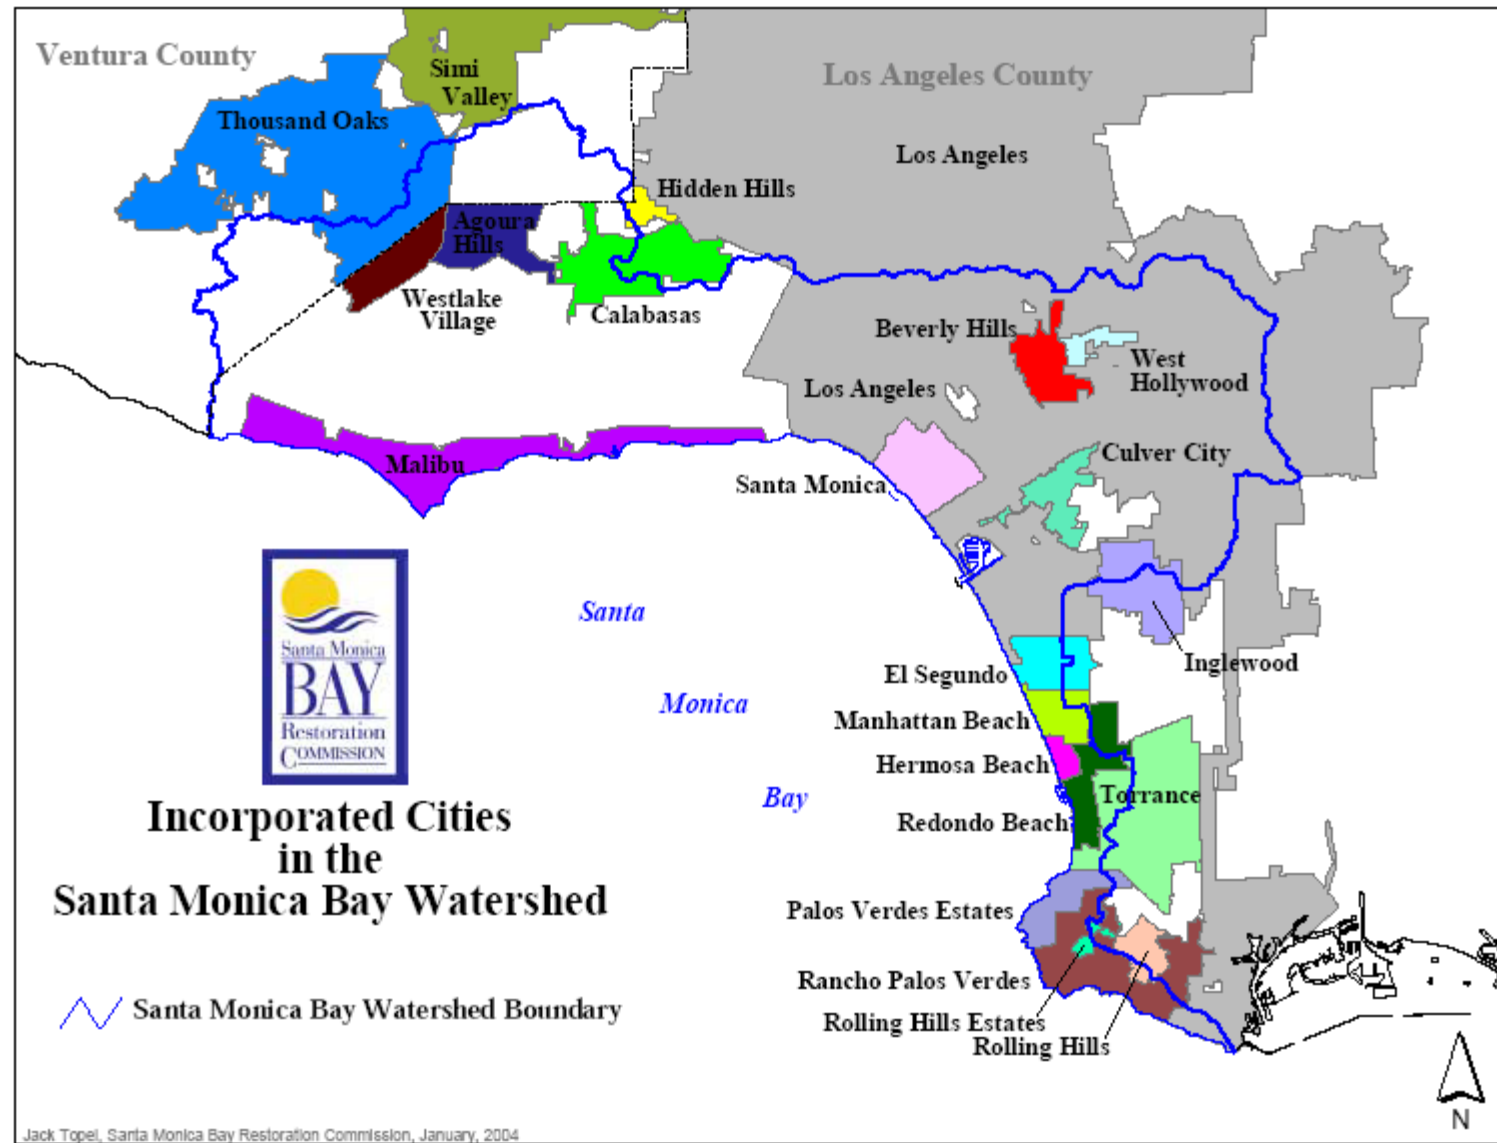 Ventura County
Simi
Valley
Los Angeles County
Thousand Oaks
Los Angeles
Hidden Hills
Agoura
Hills
Westlake
Village
Calabasas
Beverly Hills
West
Hollywood
Los Angeles
Malibu
Santa Monica
Culver City
Santa
Monica
Bay
Inglewood
El Segundo
Manhattan Beach
Hermosa Beach
Torrance
Redondo Beach
Palos Verdes Estates
Rancho Palos Verdes
Rolling Hills Estates
Rolling Hills
Santa Monica
BAY
Restoration
COMMISSION
Incorporated Cities
in the
Santa Monica Bay Watershed
Santa Monica Bay Watershed Boundary
N
Jack Topel, Santa Monica Bay Restoration Commission, January, 2004